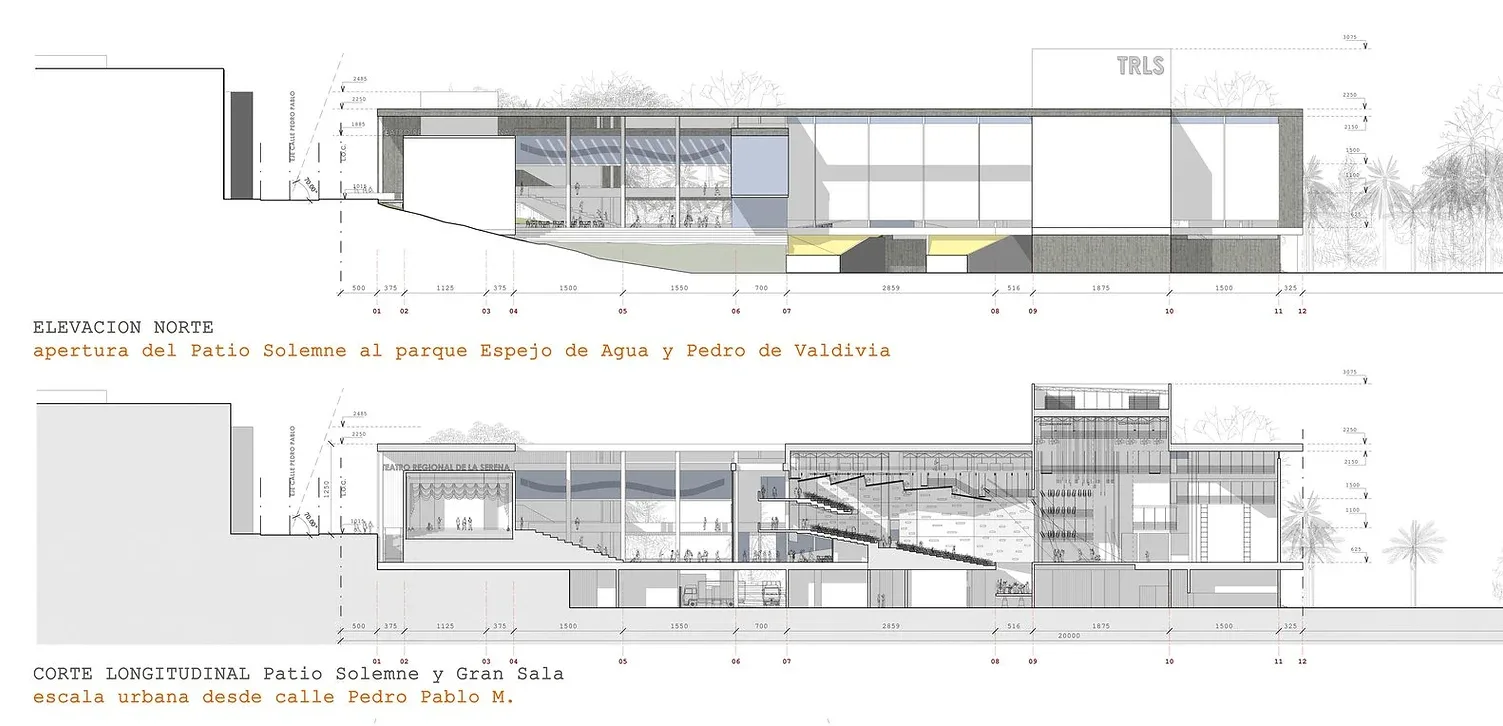 3075
TRLS
2485
2250
2250
2150
EJE CALLE PEDRO PABLO
1885
L.O.C.
1500
1100
70.00°
1015
625
500 375 1125 375 1500 1550 700 2859 516 1875 1500 325
01 02 03 04 05 06 07 08 09 10 11 12
ELEVACION NORTE
apertura del Patio Solemne al parque Espejo de Agua y Pedro de Valdivia
3075
2485
2250
2250
EJE CALLE PEDRO PABLO
TEATRO REGIONAL DE LA SERENA
2150
1250
L.O.C.
1500
1100
70.00°
1015
625
500 375 1125 375 1500 1550 700 2859 516 1875 1500 325
20000
01 02 03 04 05 06 07 08 09 10 11 12
CORTE LONGITUDINAL Patio Solemne y Gran Sala
escala urbana desde calle Pedro Pablo M.